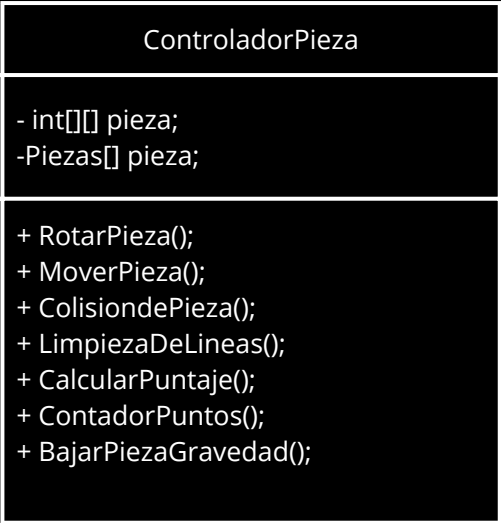 ControladorPieza
- int[][] pieza;
-Piezas[] pieza;
+ RotarPieza();
+ MoverPieza();
+ ColisiondePieza();
+ LimpiezaDeLineas();
+ CalcularPuntaje();
+ ContadorPuntos();
+ BajarPiezaGravedad();